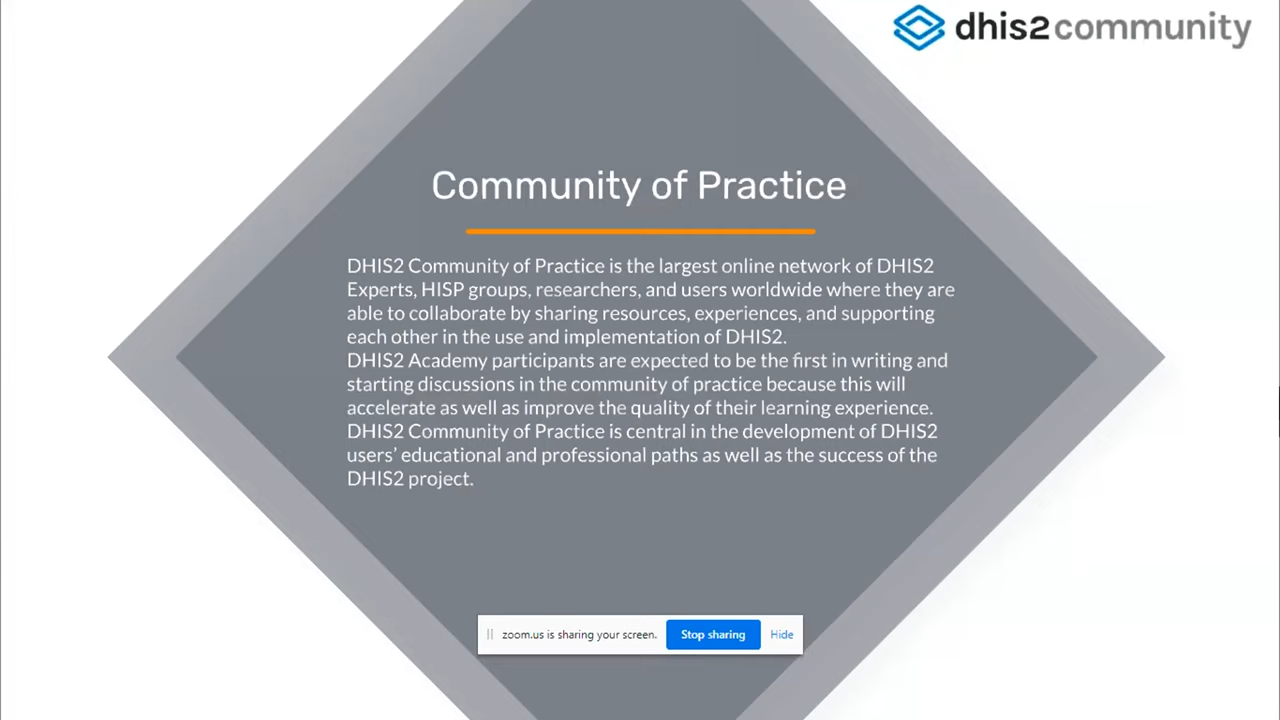 dhis2community
Community of Practice
DHIS2 Community of Practice is the largest online network of DHIS2
Experts, HISP groups, researchers, and users worldwide where they are
able to collaborate by sharing resources, experiences, and supporting
each other in the use and implementation of DHIS2.
DHIS2 Academy participants are expected to be the first in writing and
starting discussions in the community of practice because this will
accelerate as well as improve the quality of their learning experience.
DHIS2 Community of Practice is central in the development of DHIS2
users’ educational and professional paths as well as the success of the
DHIS2 project.
zoom.us is sharing your screen. Stop sharing Hide